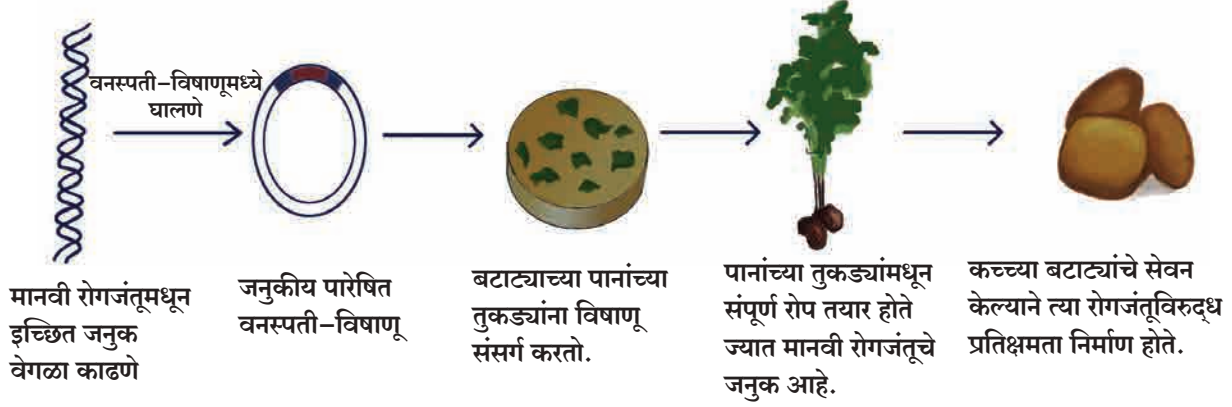 वनस्पती–विषाणूमध्ये
घालणे
मानवी रोगजंतूमधून
इच्छित जनुक
वेगळा काढणे
जनुकीय पारेषित
वनस्पती–विषाणू
बटाट्याच्या पानांच्या
तुकड्यांना विषाणू
संसर्ग करतो.
पानांच्या तुकड्यांमधून
संपूर्ण रोप तयार होते
ज्यात मानवी रोगजंतूचे
जनुक आहे.
कच्च्या बटाट्यांचे सेवन
केल्याने त्या रोगजंतूविरुद्ध
प्रतिक्षमता निर्माण होते.